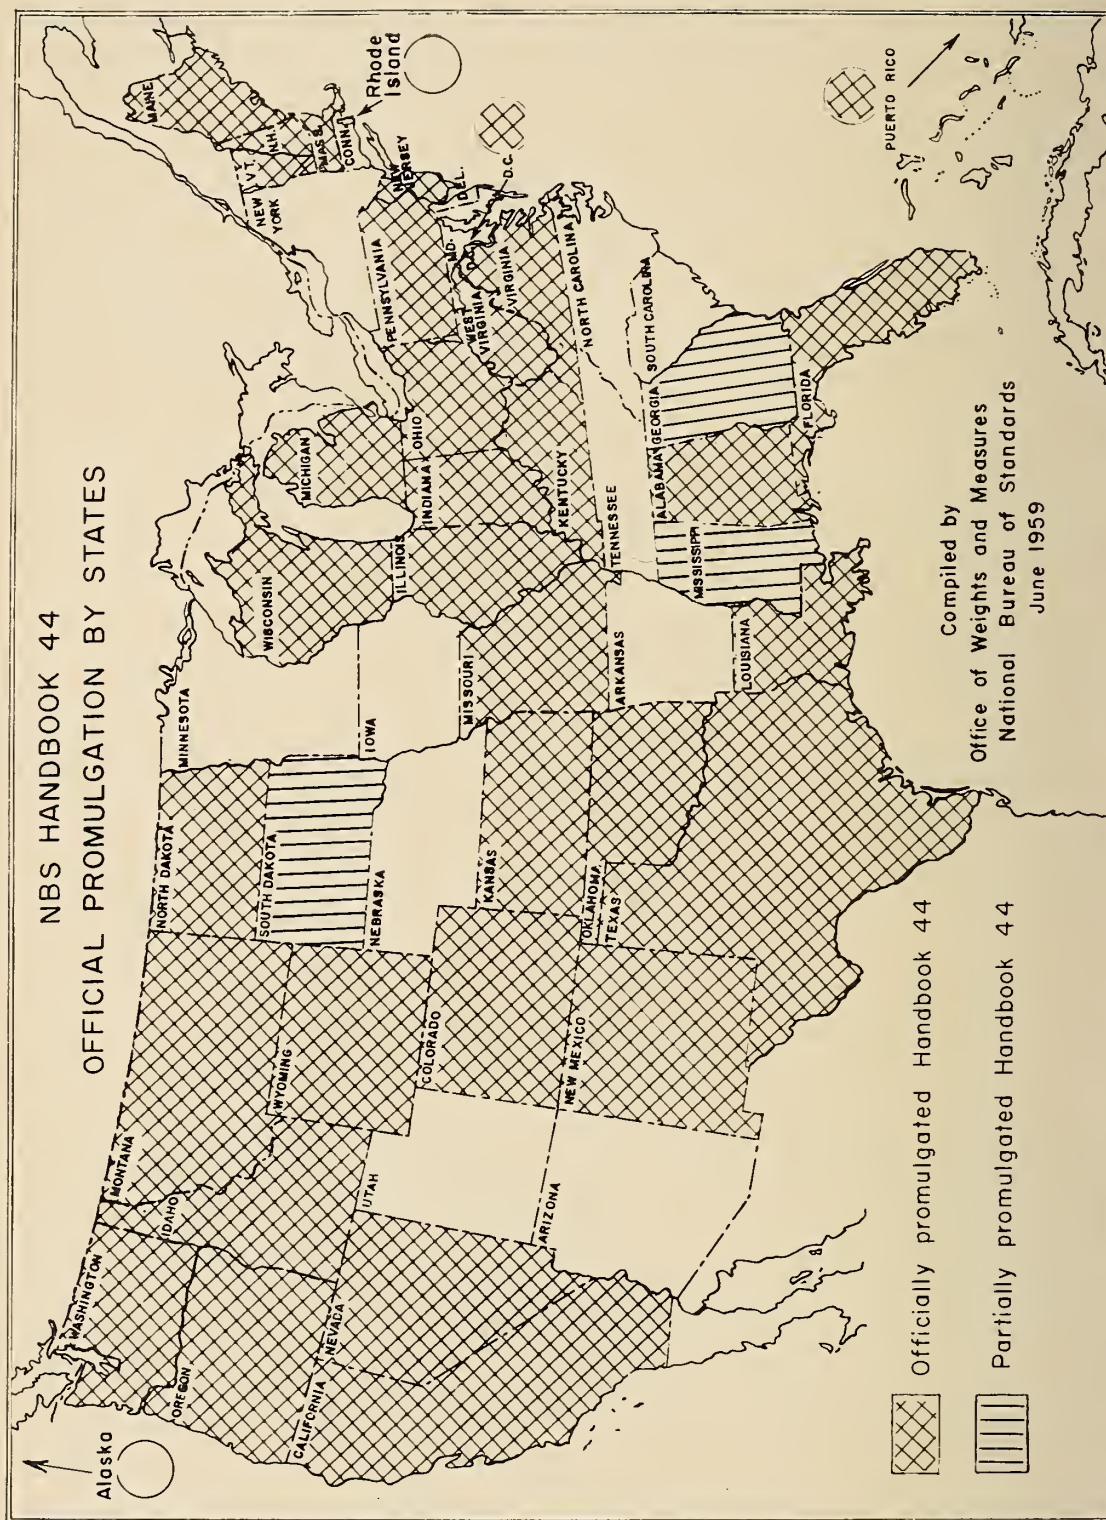 NBS HANDBOOK 44
OFFICIAL PROMULGATION BY STATES
Alaska
WASHINGTON
OREGON
CALIFORNIA
NEVADA
IDAHO
MONTANA
WYOMING
UTAH
ARIZONA
COLORADO
NEW MEXICO
NORTH DAKOTA
SOUTH DAKOTA
NEBRASKA
KANSAS
OKLAHOMA
TEXAS
MINNESOTA
IOWA
MISSOURI
ARKANSAS
LOUISIANA
WISCONSIN
ILLINOIS
MICHIGAN
INDIANA
OHIO
KENTUCKY
TENNESSEE
MISSISSIPPI
ALABAMA
GEORGIA
FLORIDA
SOUTH CAROLINA
NORTH CAROLINA
VIRGINIA
WEST
VIRGINIA
PENNSYLVANIA
MD.
D.C.
DEL.
D.C.
NEW
JERSEY
NEW
YORK
VT.
N.H.
MAINE
MASS.
CONN.
Rhode
Island
PUERTO RICO
Compiled by
Office of Weights and Measures
National Bureau of Standards
June 1959
Officially promulgated Handbook 44
Partially promulgated Handbook 44